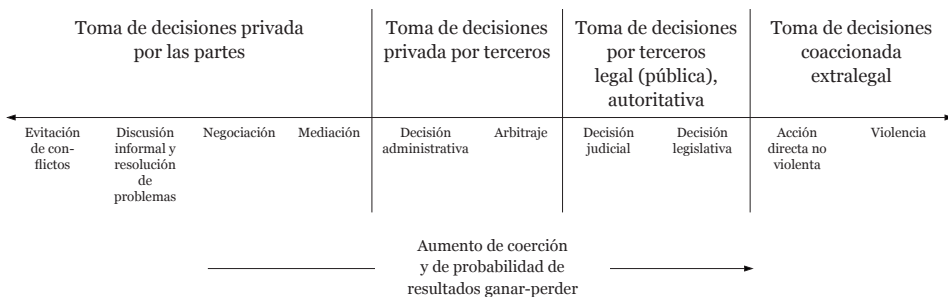 Toma de decisiones privada
por las partes
Toma de decisiones
privada por terceros
Toma de decisiones
por terceros
legal (pública),
autoritativa
Toma de decisiones
coaccionada
extralegal
Evitación
de con-
flictos
Discusión
informal y
resolución
de
problemas
Negociación
Mediación
Decisión
administrativa
Arbitraje
Decisión
judicial
Decisión
legislativa
Acción
directa no
violenta
Violencia
Aumento de coerción
y de probabilidad de
resultados ganar-perder